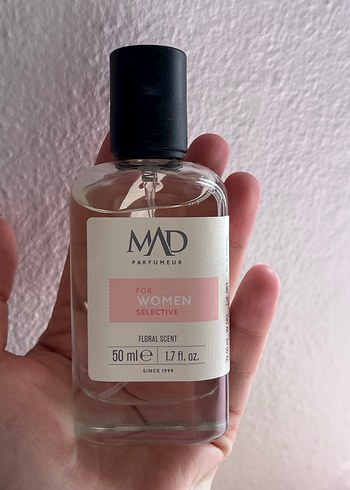 MAD
PARFUMEUR
FOR
WOMEN
SELECTIVE
FLORAL SCENT
50 ml ℮ 1.7 fl. oz.
SINCE 1999